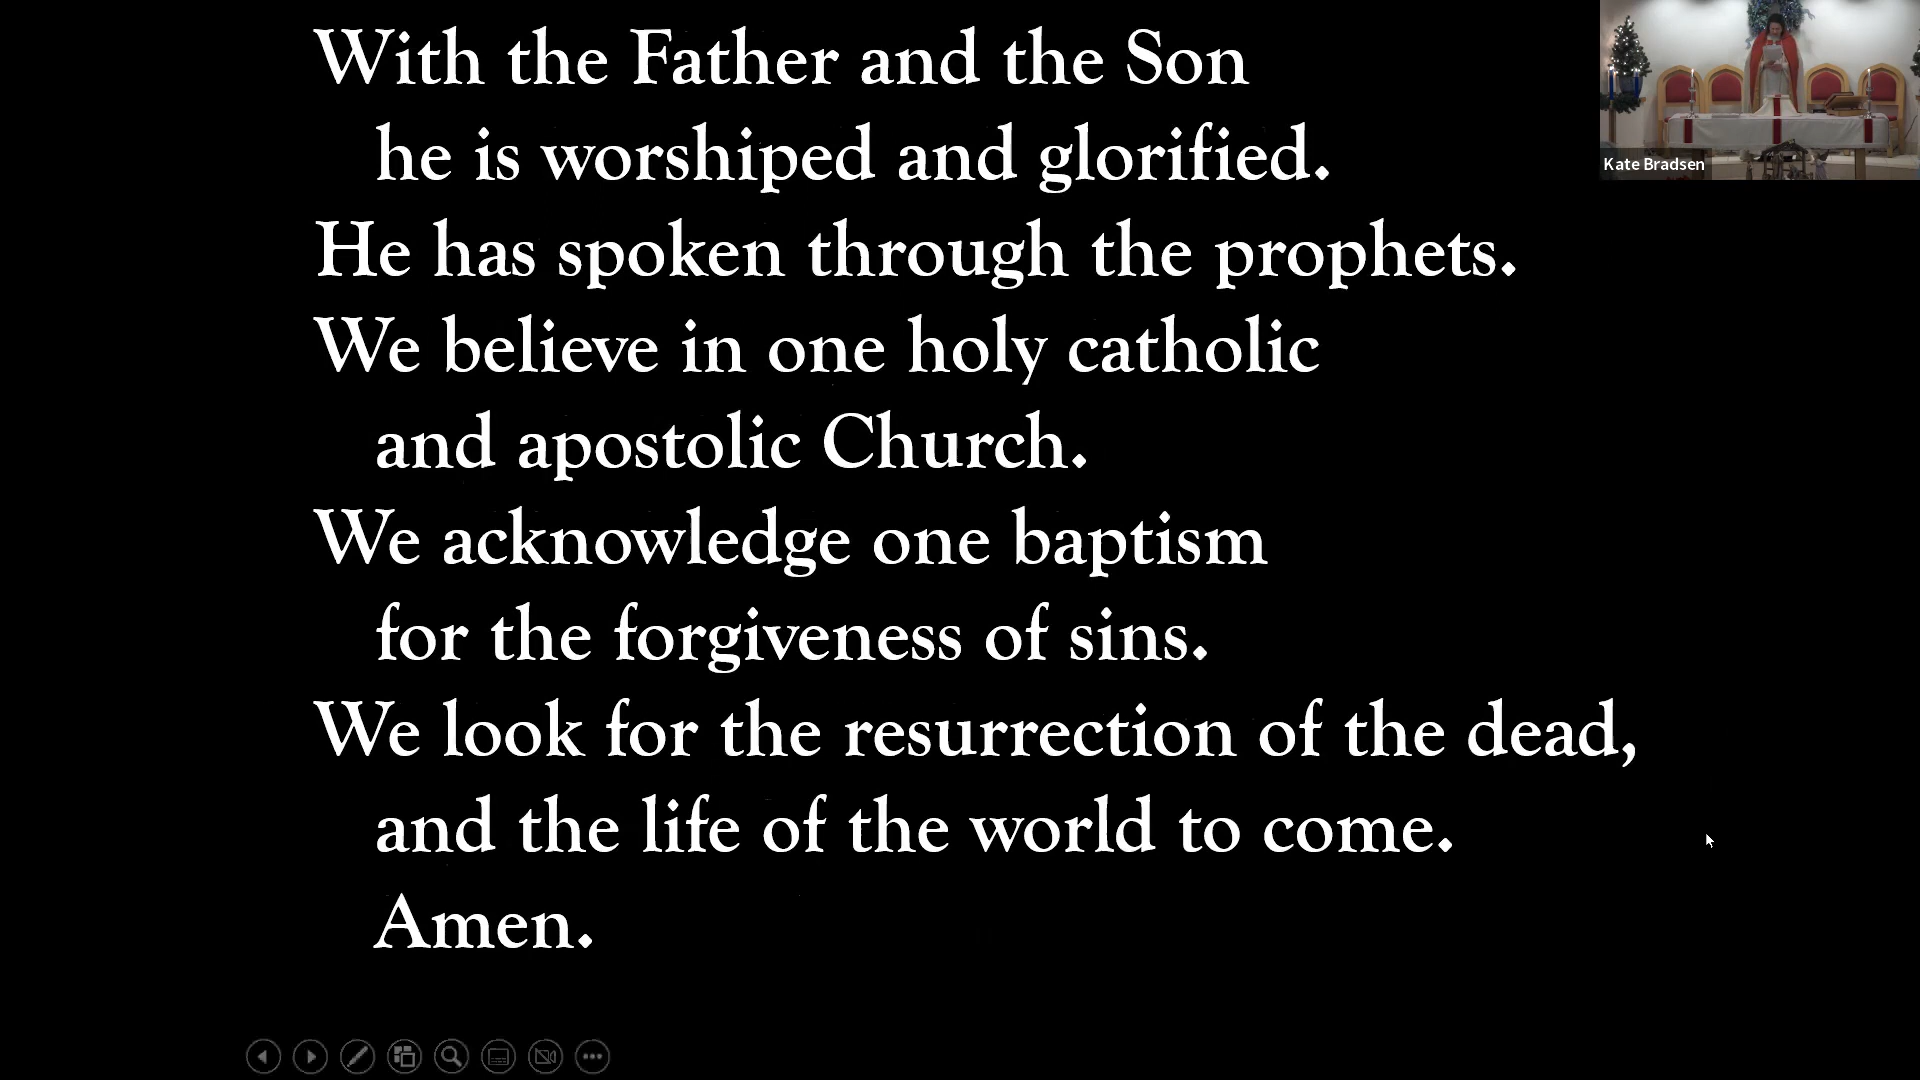 With the Father and the Son
he is worshiped and glorified.
He has spoken through the prophets.
We believe in one holy catholic
and apostolic Church.
We acknowledge one baptism
for the forgiveness of sins.
We look for the resurrection of the dead,
and the life of the world to come.
Amen.
Kate Bradsen